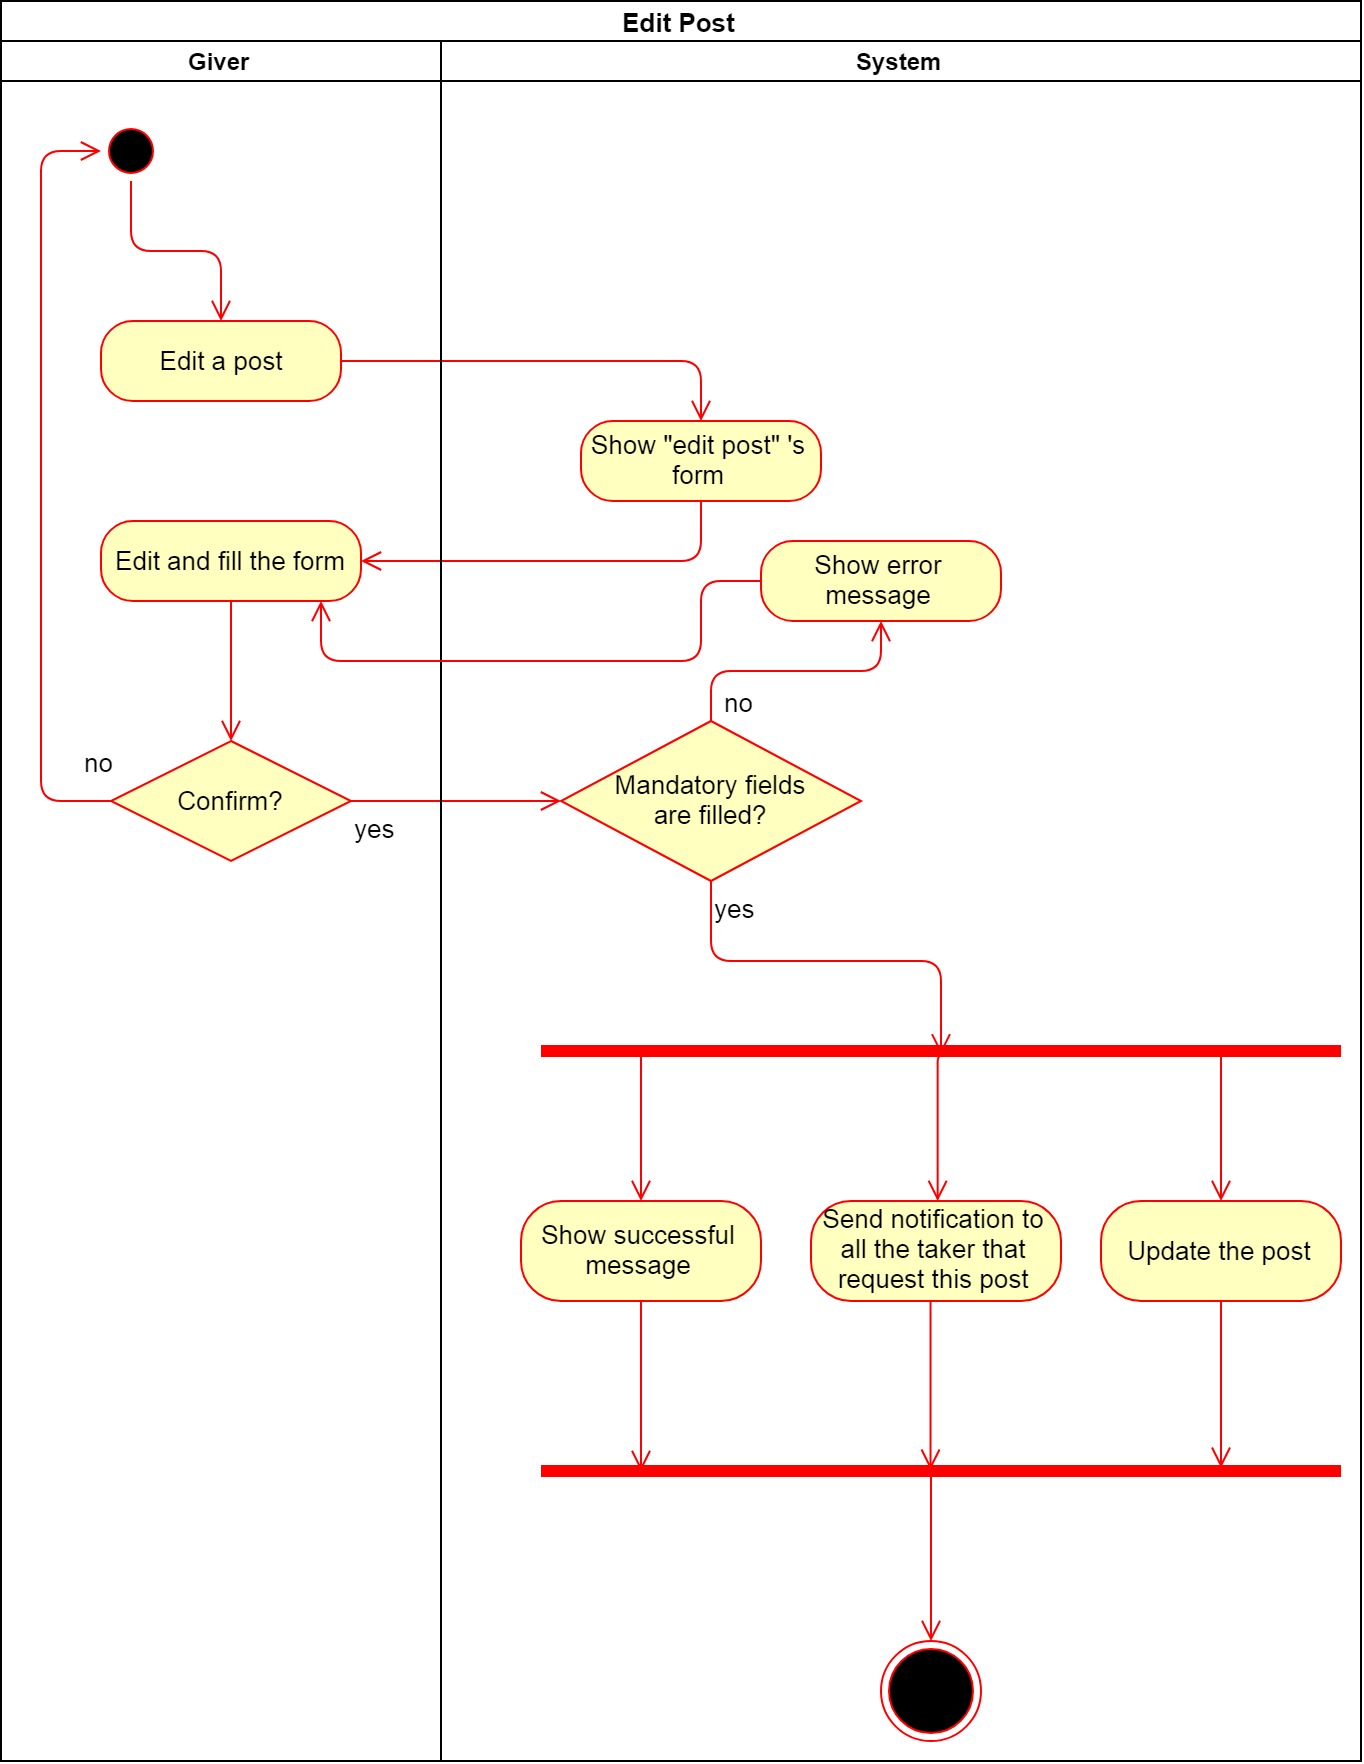 Edit Post
Giver
System
Edit a post
Show "edit post" 's
form
Edit and fill the form
Show error
message
no
no
Confirm?
yes
Mandatory fields
are filled?
yes
Show successful
message
Send notification to
all the taker that
request this post
Update the post